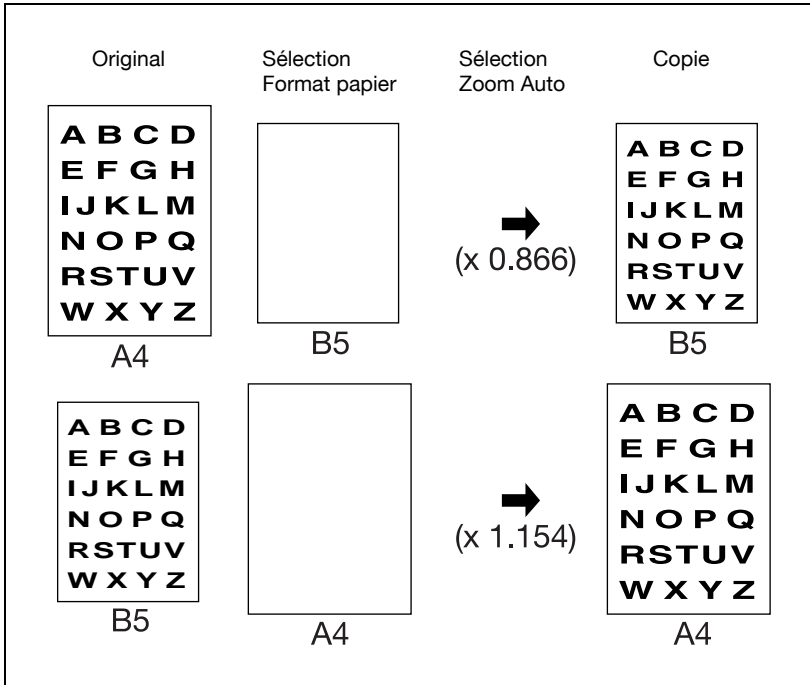 Original
Sélection
Format papier
Sélection
Zoom Auto
Copie
A B C D
E F G H
I J K L M
N O P Q
R S T U V
W X Y Z
A4
B5
(x 0.866)
A B C D
E F G H
I J K L M
N O P Q
R S T U V
W X Y Z
B5
A B C D
E F G H
I J K L M
N O P Q
R S T U V
W X Y Z
B5
A4
(x 1.154)
A B C D
E F G H
I J K L M
N O P Q
R S T U V
W X Y Z
A4